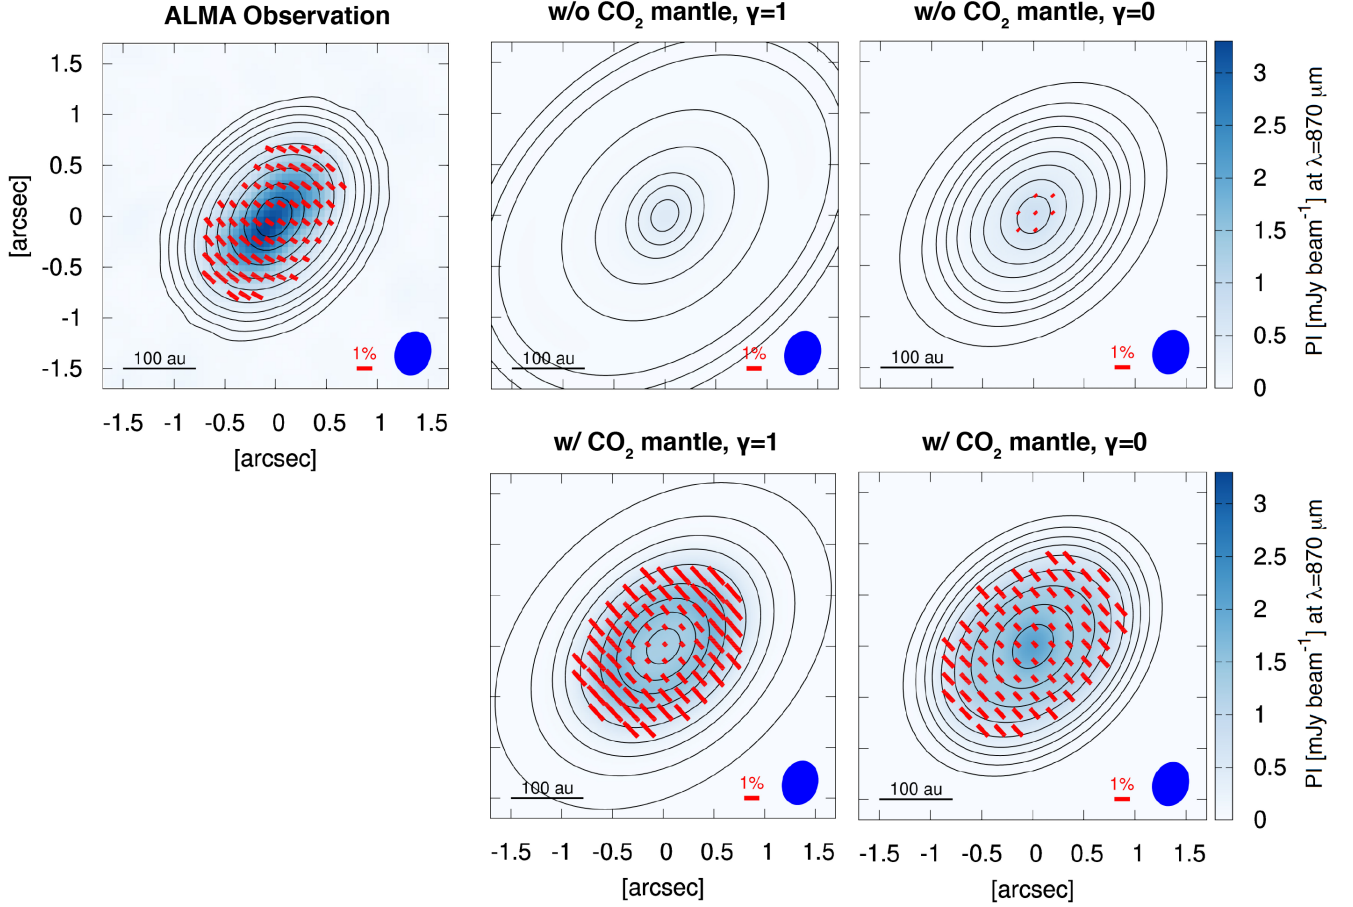 ALMA Observation
w/o CO₂ mantle, γ=1
w/o CO₂ mantle, γ=0
1.5
1
0.5
0
-0.5
-1
-1.5
[arcsec]
100 au
1%
100 au
1%
100 au
1%
3
2.5
2
1.5
1
0.5
0
PI [mJy beam⁻¹] at λ=870 μm
-1.5 -1 -0.5 0 0.5 1 1.5
[arcsec]
w/ CO₂ mantle, γ=1
w/ CO₂ mantle, γ=0
100 au
1%
100 au
1%
3
2.5
2
1.5
1
0.5
0
PI [mJy beam⁻¹] at λ=870 μm
-1.5 -1 -0.5 0 0.5 1 1.5
[arcsec]
-1.5 -1 -0.5 0 0.5 1 1.5
[arcsec]